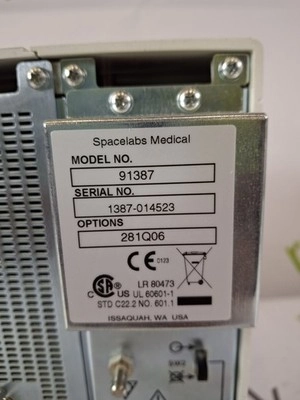 Spacelabs Medical
MODEL NO.
91387
SERIAL NO.
1387-014523
OPTIONS
281Q06
CE 0123
LR 80473
C US UL 60601-1
STD C22.2 NO. 601.1
ISSAQUAH, WA USA